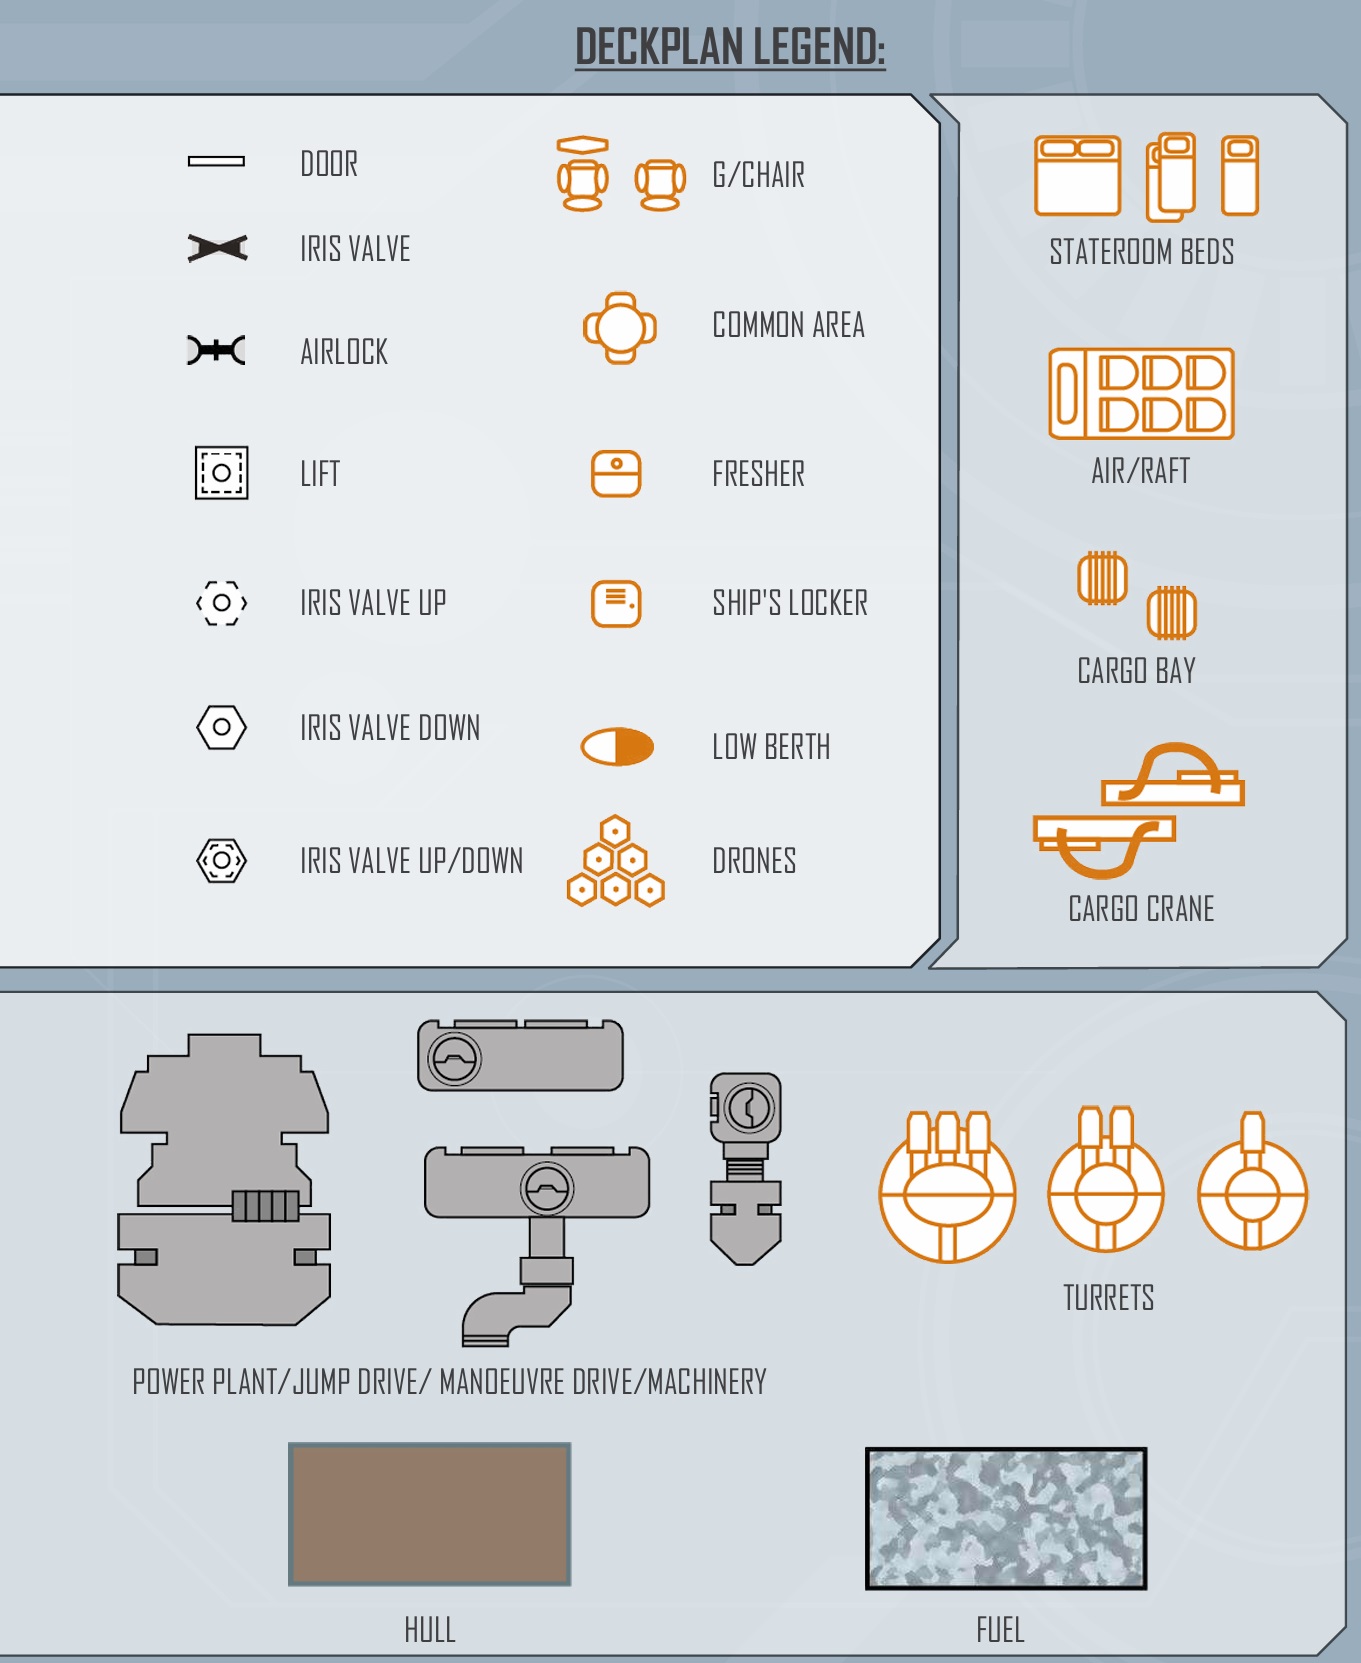 DECKPLAN LEGEND:
DOOR
IRIS VALVE
AIRLOCK
LIFT
IRIS VALVE UP
IRIS VALVE DOWN
IRIS VALVE UP/DOWN
G/CHAIR
COMMON AREA
FRESHER
SHIP'S LOCKER
LOW BERTH
DRONES
STATEROOM BEDS
AIR/RAFT
CARGO BAY
CARGO CRANE
POWER PLANT/JUMP DRIVE/ MANOEUVRE DRIVE/MACHINERY
TURRETS
HULL
FUEL